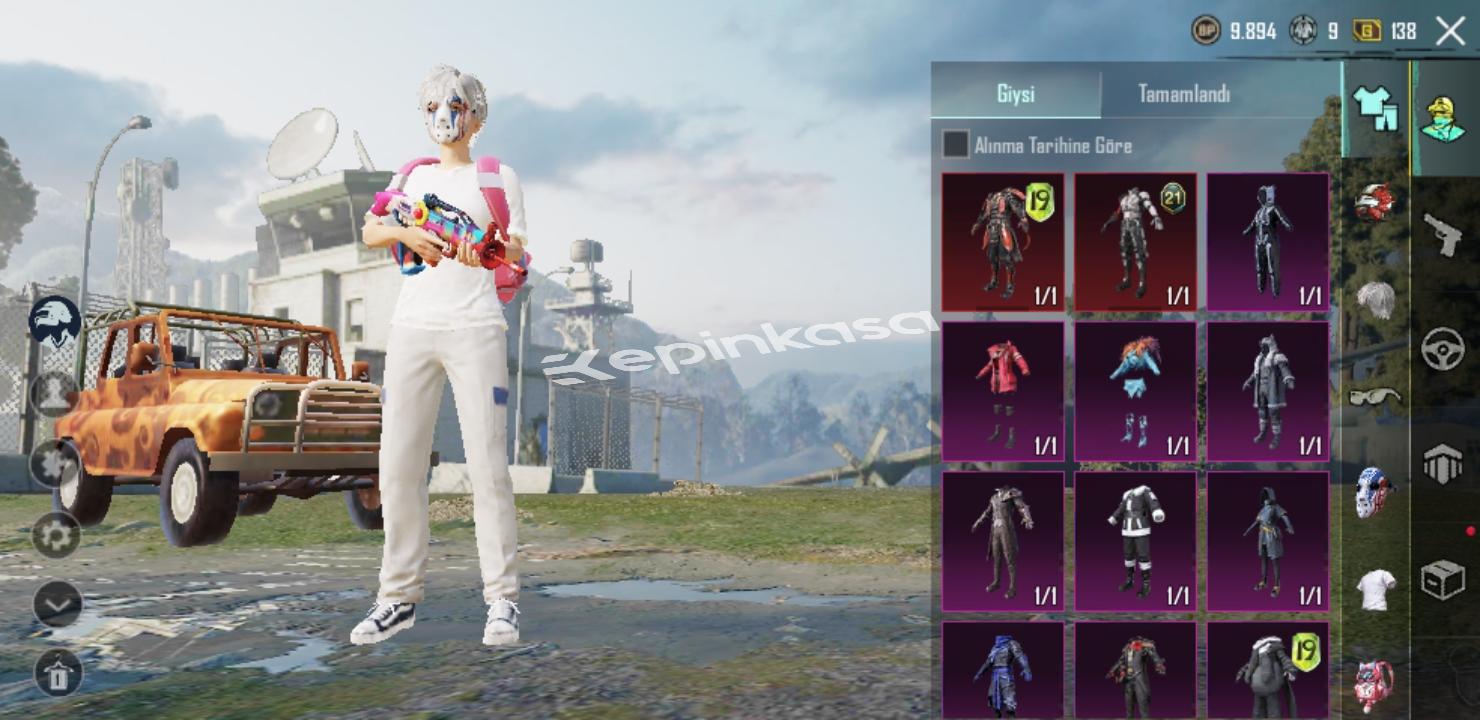 9.894 9 138
Giysi Tamamlandı
Alınma Tarihine Göre
19 21
1/1 1/1 1/1
epinkasa
1/1 1/1 1/1
1/1 1/1 1/1
19